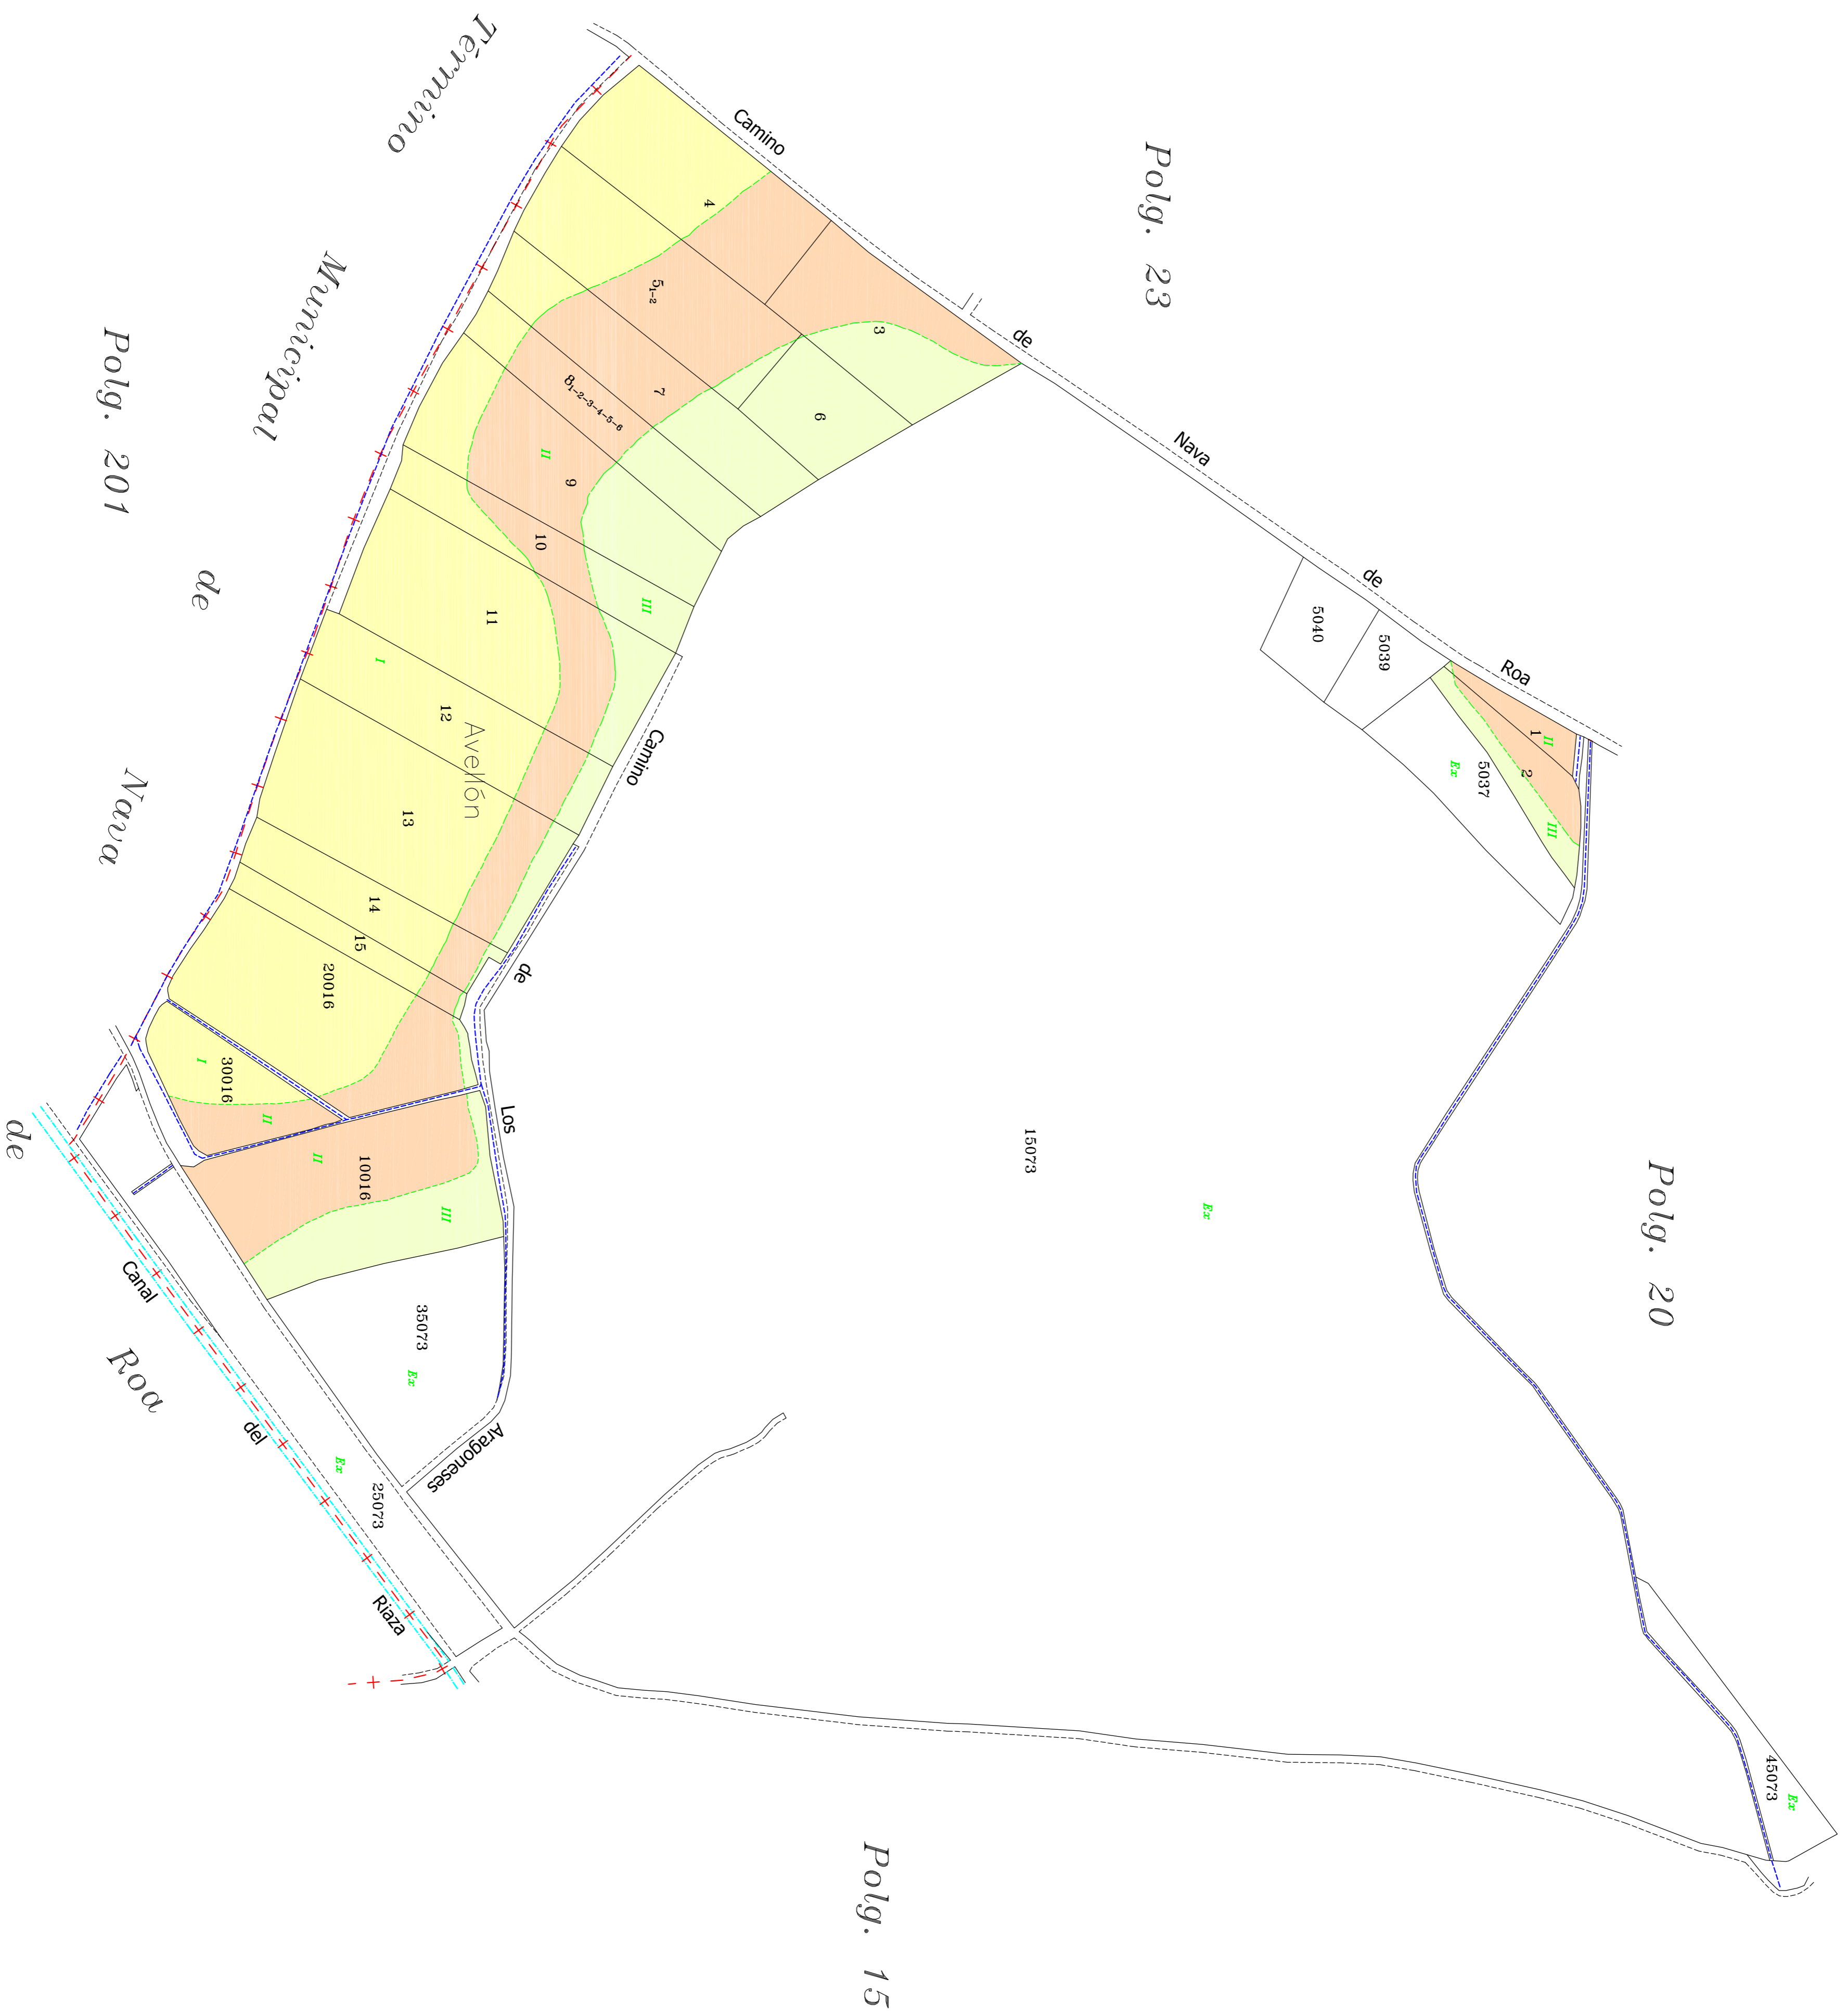 Polg. 23
Polg. 20
Polg. 15
Polg. 201
Término Municipal de Nava de Roa
Camino de Nava de Roa
Camino de Los Aragoneses
Canal del Riaza
Avellón
4
3
5₁₋₂
6
7
8₁₋₂₋₃₋₄₋₅₋₆
9
10
II
III
11
I
12
13
14
15
20016
30016
I
II
10016
II
III
35073
Ex
25073
Ex
15073
Ex
5040
5039
5037
Ex
1
II
2
III
45073
Ex